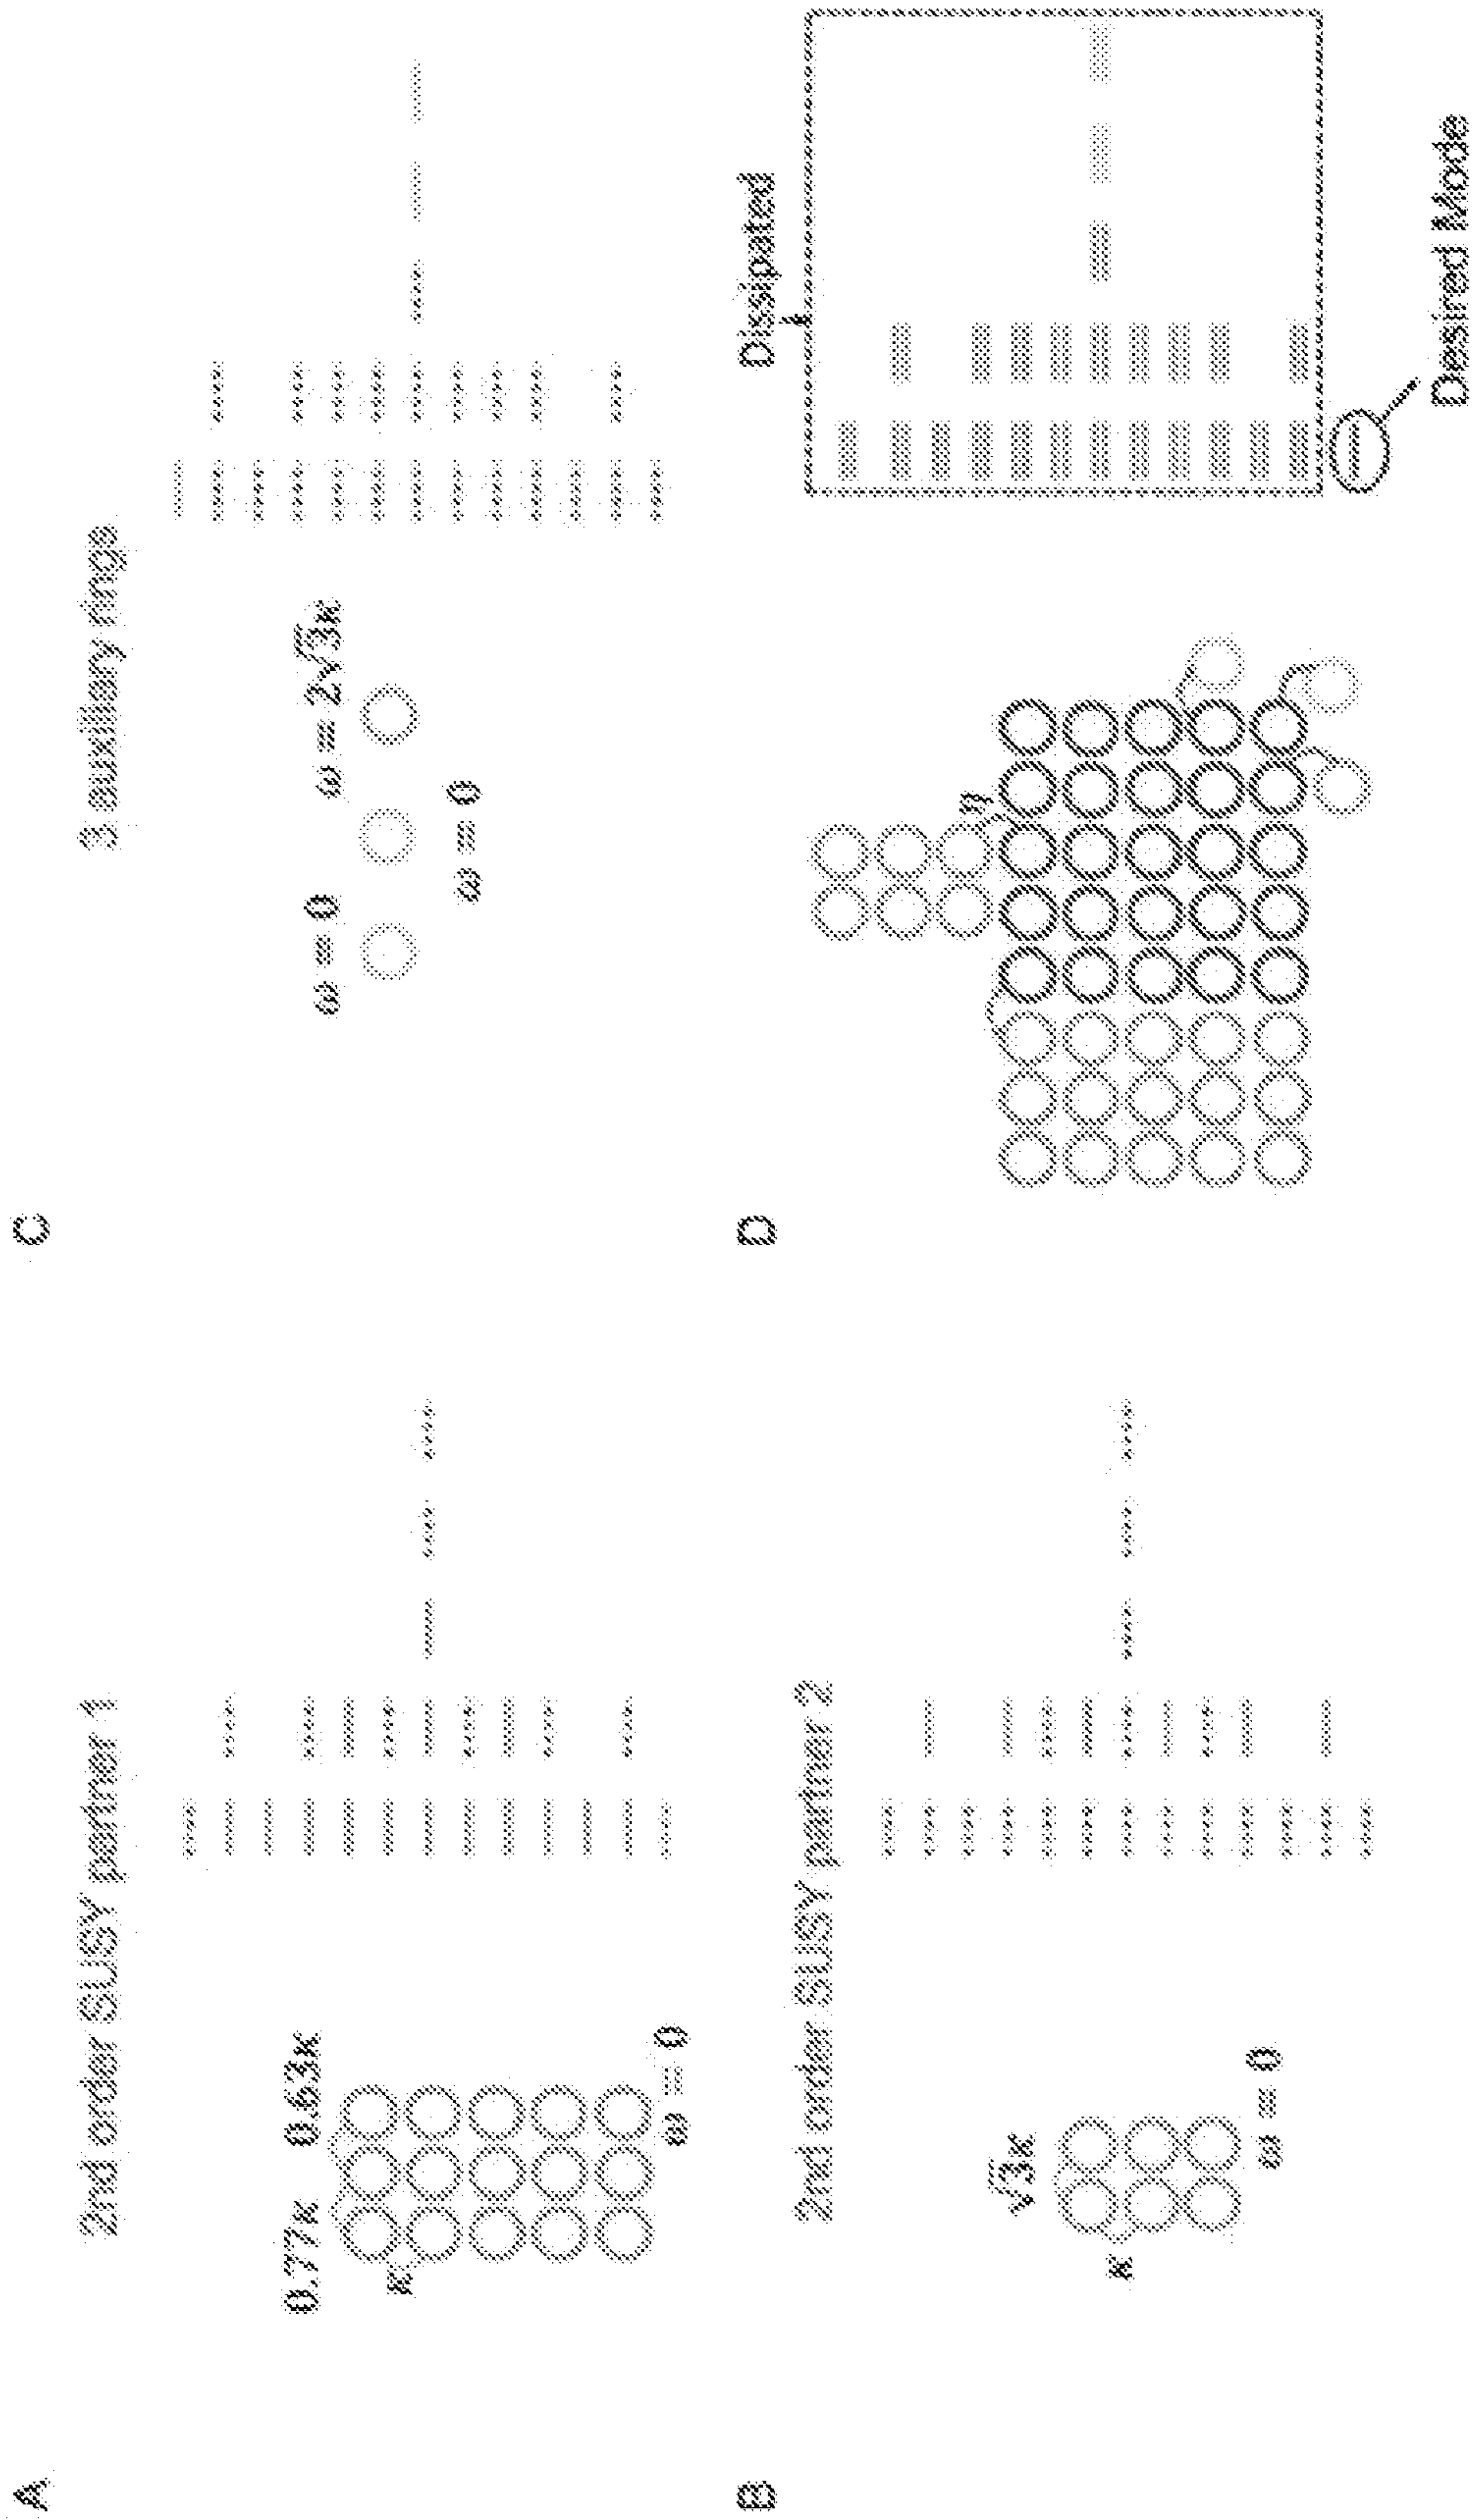 A
2nd order SUSY partner 1
0.77κ 0.63κ
κ
ω = 0
B
2nd order SUSY partner 2
√3κ
κ
ω = 0
C
3 auxiliary rings
ω = 0
ω = 2√3κ
ω = 0
D
η
Dissipated
Desired Mode